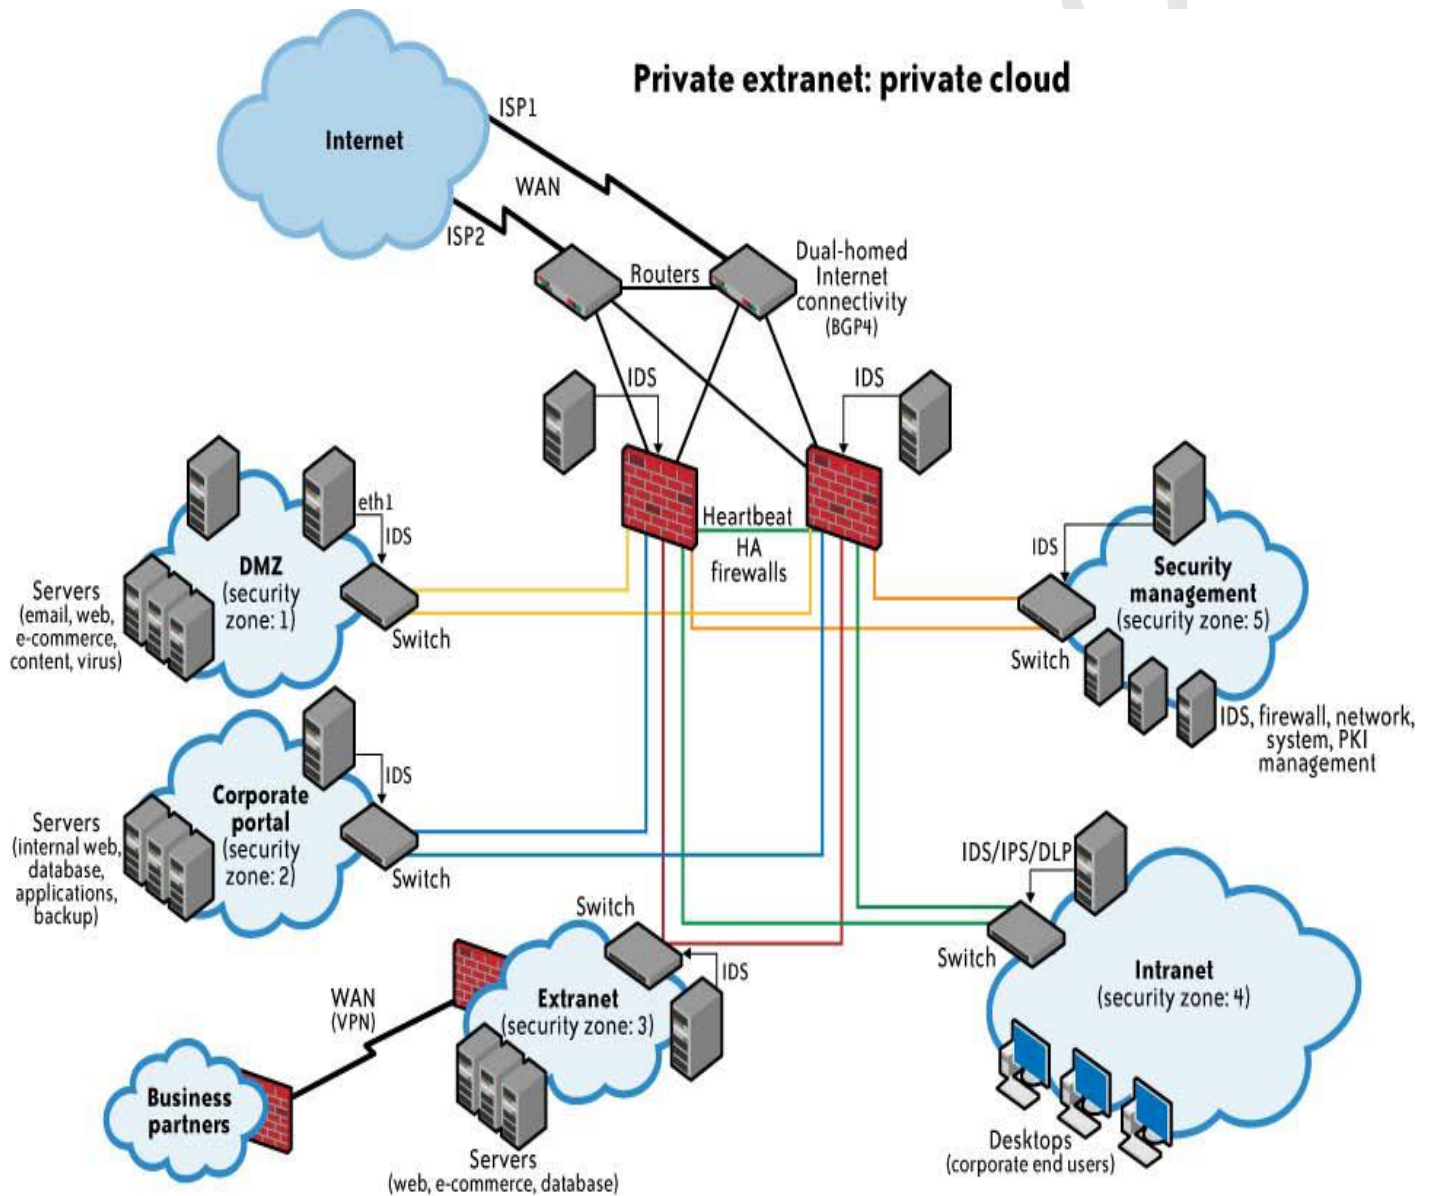 Private extranet: private cloud
Internet
ISP1
WAN
ISP2
Routers
Dual-homed
Internet
connectivity
(BGP4)
IDS
IDS
Heartbeat
HA
firewalls
eth1
IDS
DMZ
(security
zone: 1)
Servers
(email, web,
e-commerce,
content, virus)
Switch
IDS
Security
management
(security zone: 5)
Switch
IDS, firewall, network,
system, PKI
management
IDS
Corporate
portal
(security
zone: 2)
Servers
(internal web,
database,
applications,
backup)
Switch
IDS/IPS/DLP
Switch
Intranet
(security zone: 4)
Desktops
(corporate end users)
Switch
IDS
Extranet
(security zone: 3)
WAN
(VPN)
Business
partners
Servers
(web, e-commerce, database)